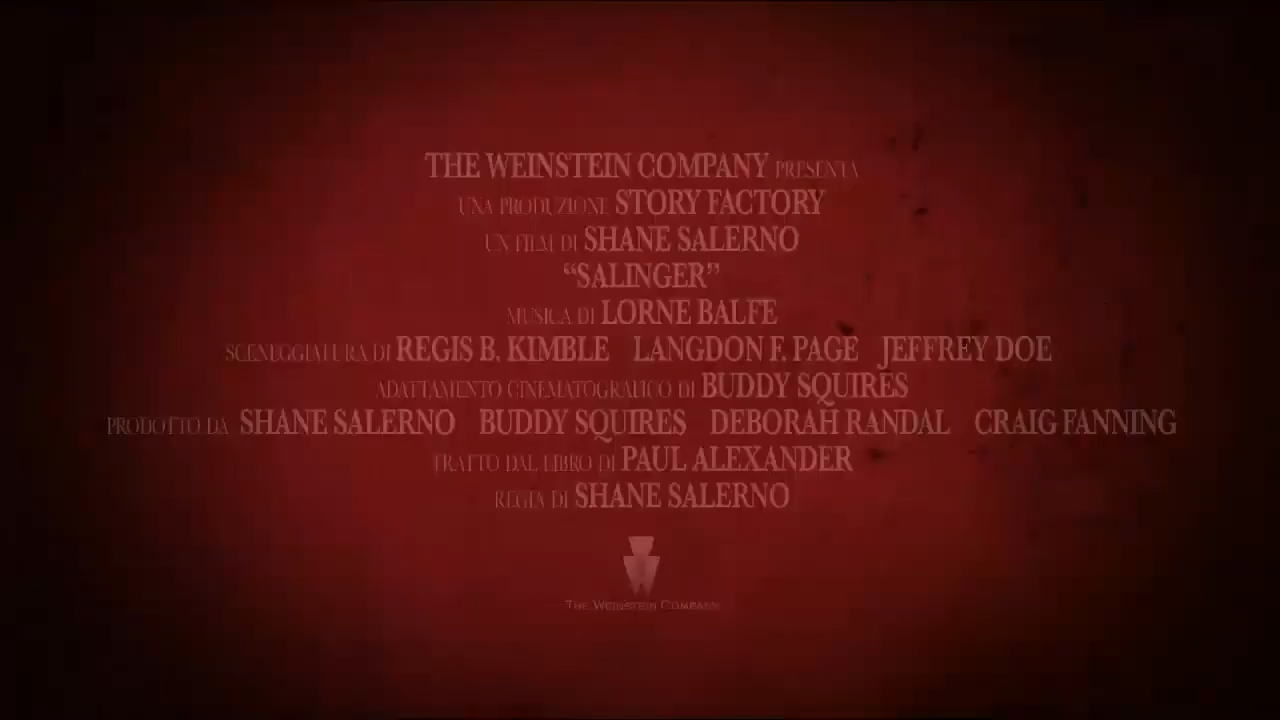 THE WEINSTEIN COMPANY PRESENTA
UNA PRODUZIONE STORY FACTORY
UN FILM DI SHANE SALERNO
“SALINGER”
MUSICA DI LORNE BALFE
SCENEGGIATURA DI REGIS B. KIMBLE LANGDON F. PAGE JEFFREY DOE
ADATTAMENTO CINEMATOGRAFICO DI BUDDY SQUIRES
PRODOTTO DA SHANE SALERNO BUDDY SQUIRES DEBORAH RANDAL CRAIG FANNING
TRATTO DAL LIBRO DI PAUL ALEXANDER
REGIA DI SHANE SALERNO
THE WEINSTEIN COMPANY